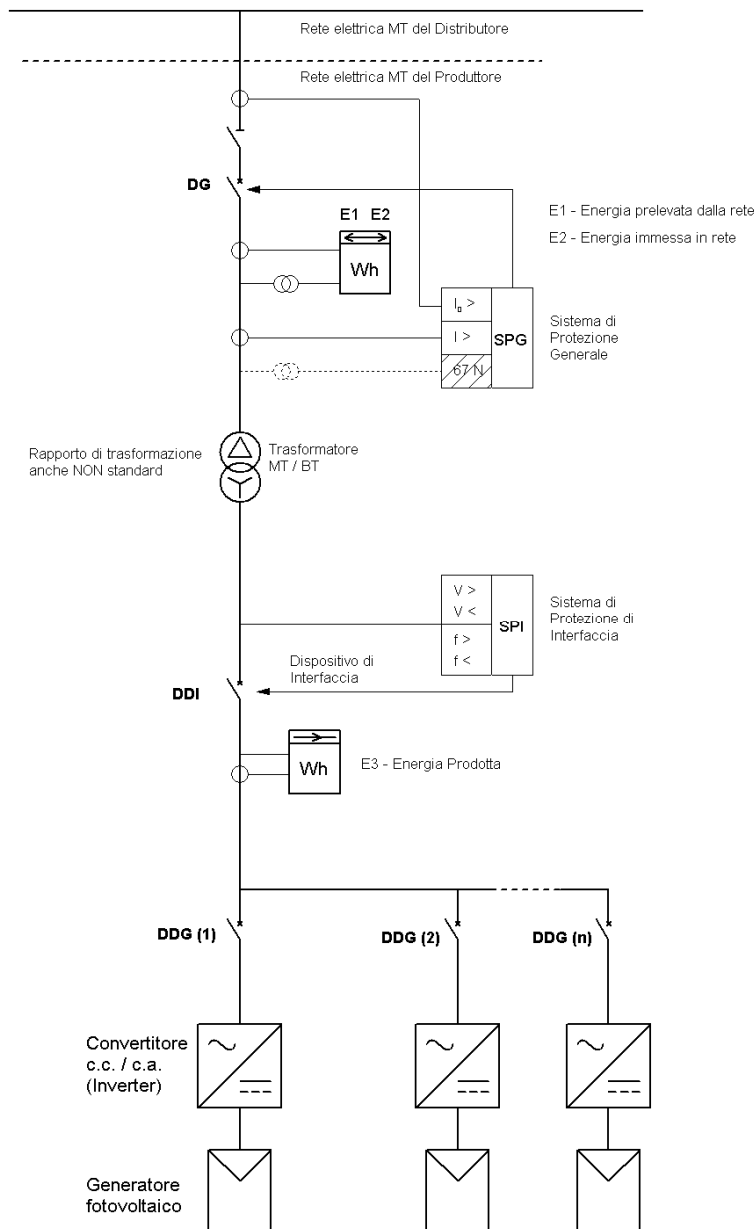 Rete elettrica MT del Distributore
Rete elettrica MT del Produttore
DG
E1 E2
Wh
E1 - Energia prelevata dalla rete
E2 - Energia immessa in rete
I₀ >
I >
67 N
SPG
Sistema di
Protezione
Generale
Rapporto di trasformazione
anche NON standard
Trasformatore
MT / BT
V >
V <
f >
f <
SPI
Sistema di
Protezione di
Interfaccia
Dispositivo di
Interfaccia
DDI
Wh
E3 - Energia Prodotta
DDG (1)
DDG (2)
DDG (n)
Convertitore
c.c. / c.a.
(Inverter)
Generatore
fotovoltaico